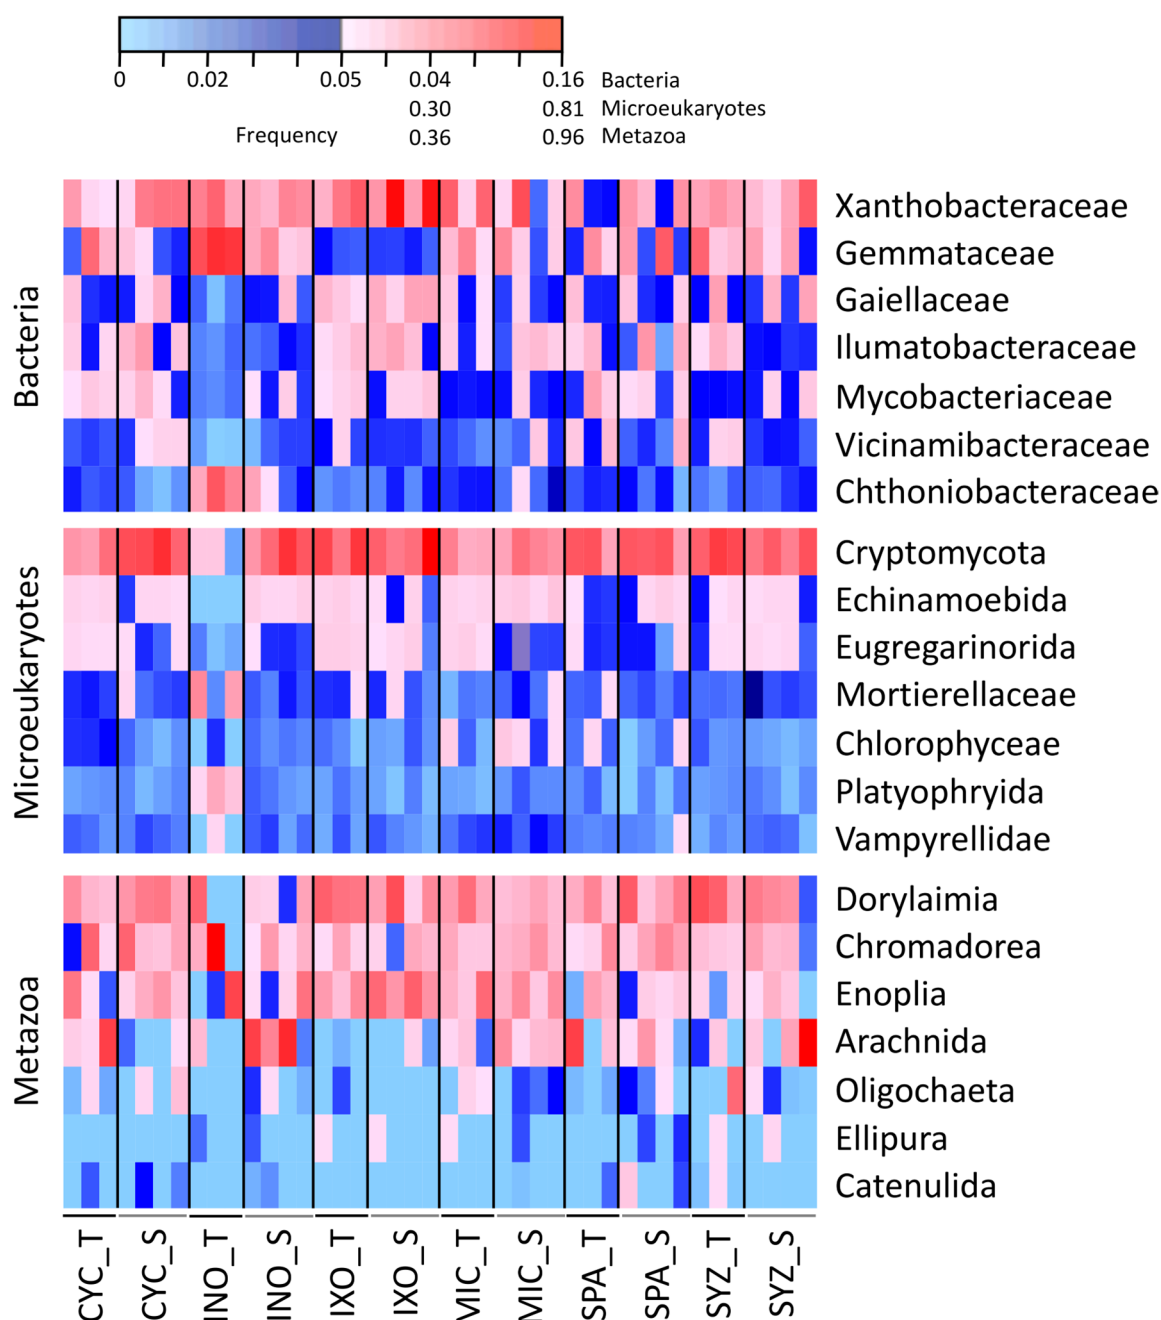 0 0.02 0.05 0.04 0.16 Bacteria
0.30 0.81 Microeukaryotes
Frequency 0.36 0.96 Metazoa
Bacteria
Xanthobacteraceae
Gemmataceae
Gaiellaceae
Ilumatobacteraceae
Mycobacteriaceae
Vicinamibacteraceae
Chthoniobacteraceae
Microeukaryotes
Cryptomycota
Echinamoebida
Eugregarinorida
Mortierellaceae
Chlorophyceae
Platyophryida
Vampyrellidae
Metazoa
Dorylaimia
Chromadorea
Enoplia
Arachnida
Oligochaeta
Ellipura
Catenulida
CYC_T
CYC_S
INO_T
INO_S
IXO_T
IXO_S
MIC_T
MIC_S
SPA_T
SPA_S
SYZ_T
SYZ_S